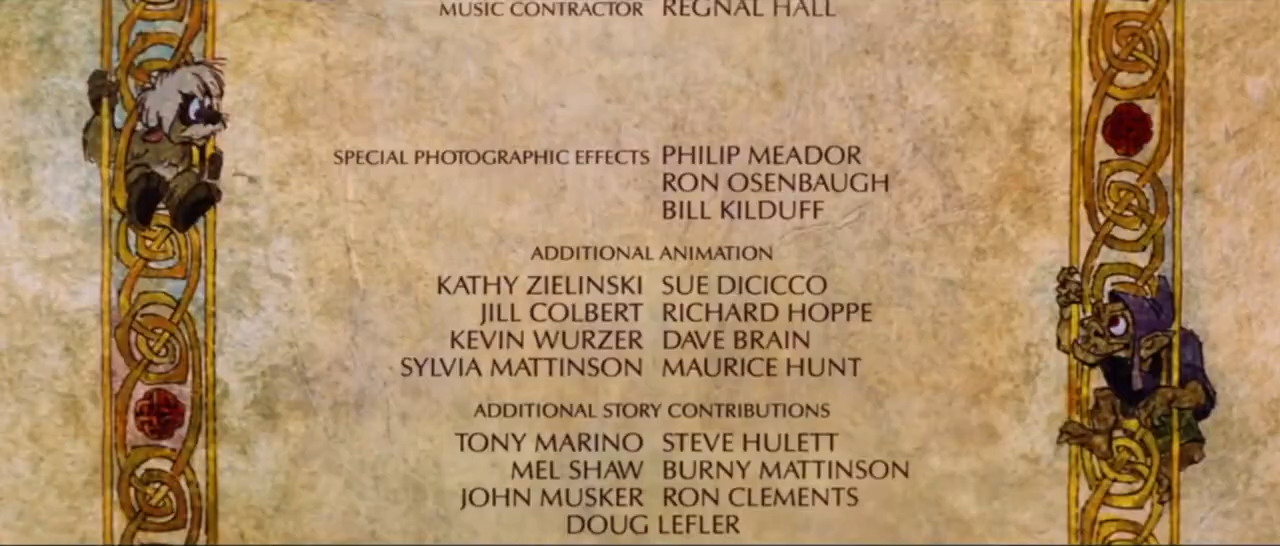 MUSIC CONTRACTOR REGNAL HALL
SPECIAL PHOTOGRAPHIC EFFECTS PHILIP MEADOR
RON OSENBAUGH
BILL KILDUFF
ADDITIONAL ANIMATION
KATHY ZIELINSKI SUE DICICCO
JILL COLBERT RICHARD HOPPE
KEVIN WURZER DAVE BRAIN
SYLVIA MATTINSON MAURICE HUNT
ADDITIONAL STORY CONTRIBUTIONS
TONY MARINO STEVE HULETT
MEL SHAW BURNY MATTINSON
JOHN MUSKER RON CLEMENTS
DOUG LEFLER